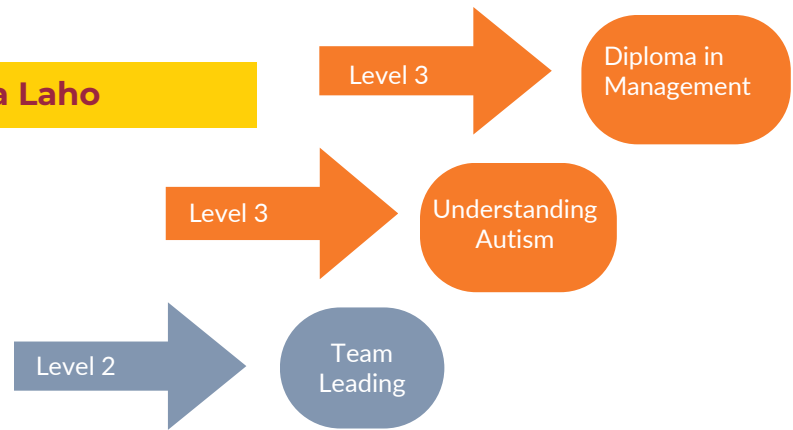 a Laho
Level 3
Diploma in
Management
Level 3
Understanding
Autism
Level 2
Team
Leading